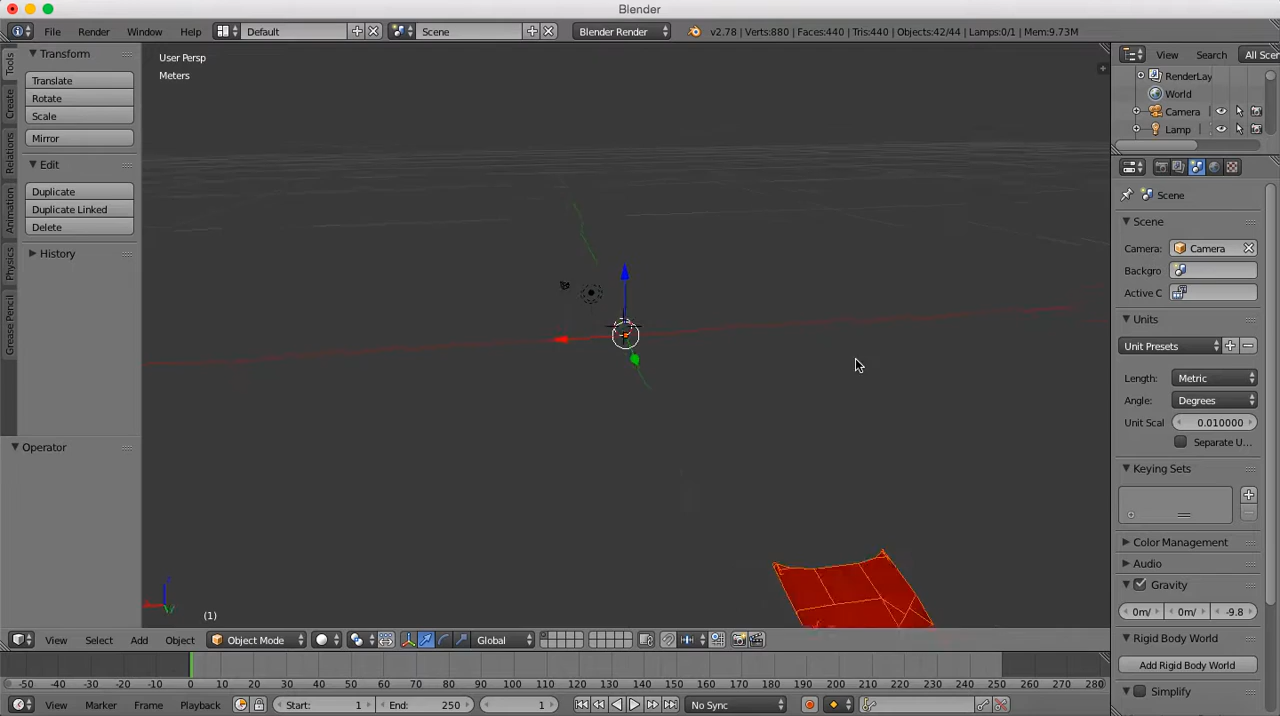 Blender
File Render Window Help Default Scene Blender Render v2.78 | Verts:880 | Faces:440 | Tris:440 | Objects:42/44 | Lamps:0/1 | Mem:9.73M
Tools
Create
Relations
Animation
Physics
Grease Pencil
Transform
Translate
Rotate
Scale
Mirror
Edit
Duplicate
Duplicate Linked
Delete
History
Operator
User Persp
Meters
(1)
View Search All Scen
RenderLay
World
Camera
Lamp
Scene
Scene
Camera: Camera
Backgro
Active C
Units
Unit Presets
Length: Metric
Angle: Degrees
Unit Scal 0.010000
Separate U...
Keying Sets
Color Management
Audio
Gravity
0m/ 0m/ -9.8
Rigid Body World
Add Rigid Body World
Simplify
View Select Add Object Object Mode Global
-50 -40 -30 -20 -10 0 10 20 30 40 50 60 70 80 90 100 110 120 130 140 150 160 170 180 190 200 210 220 230 240 250 260 270 280
View Marker Frame Playback Start: 1 End: 250 1 No Sync